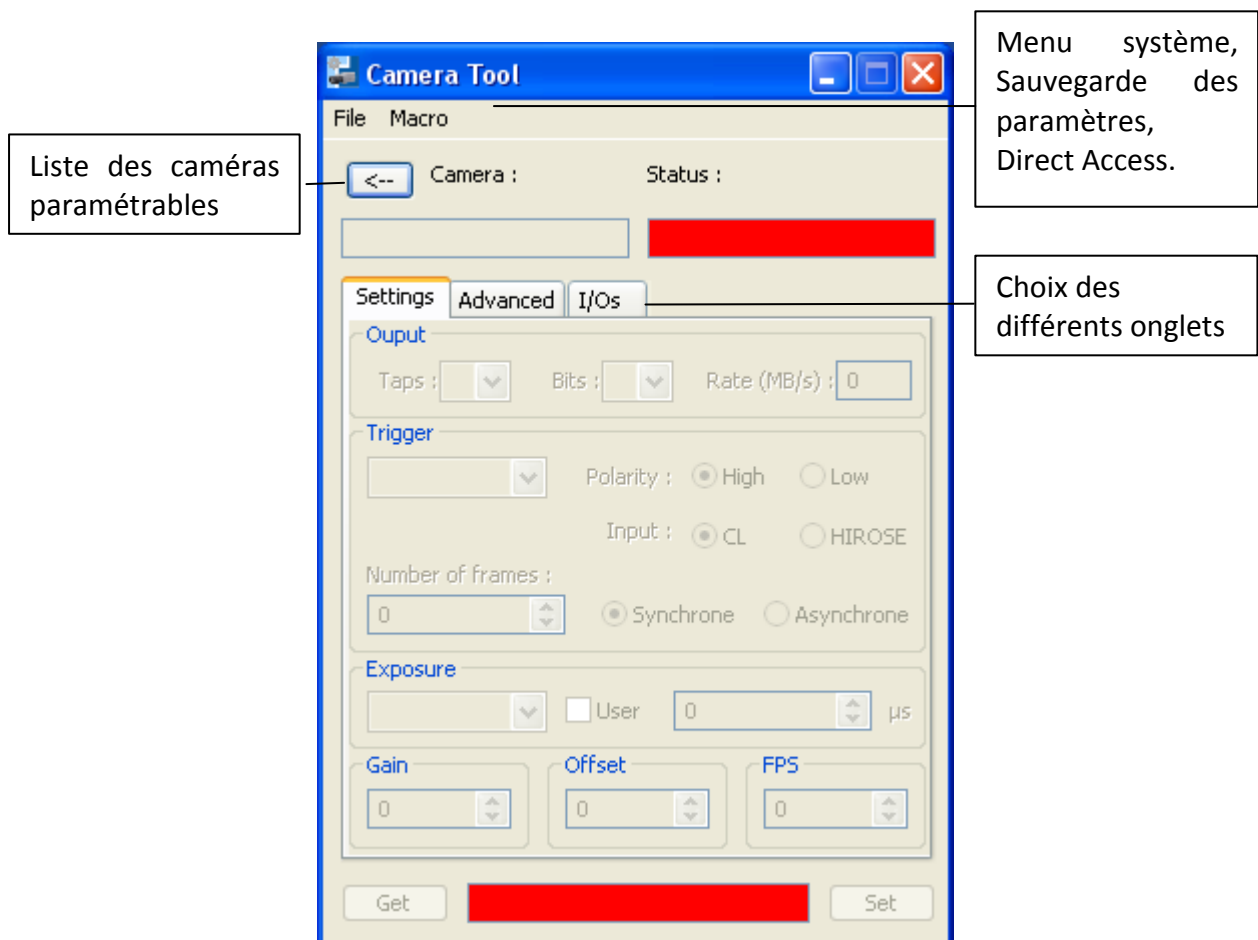 Camera Tool
File Macro
<-- Camera : Status :
Settings Advanced I/Os
Ouput
Taps : Bits : Rate (MB/s) : 0
Trigger
Polarity : High Low
Input : CL HIROSE
Number of frames :
0 Synchrone Asynchrone
Exposure
User 0 µs
Gain Offset FPS
0 0 0
Get Set
Liste des caméras
paramétrables
Menu système,
Sauvegarde des
paramètres,
Direct Access.
Choix des
différents onglets